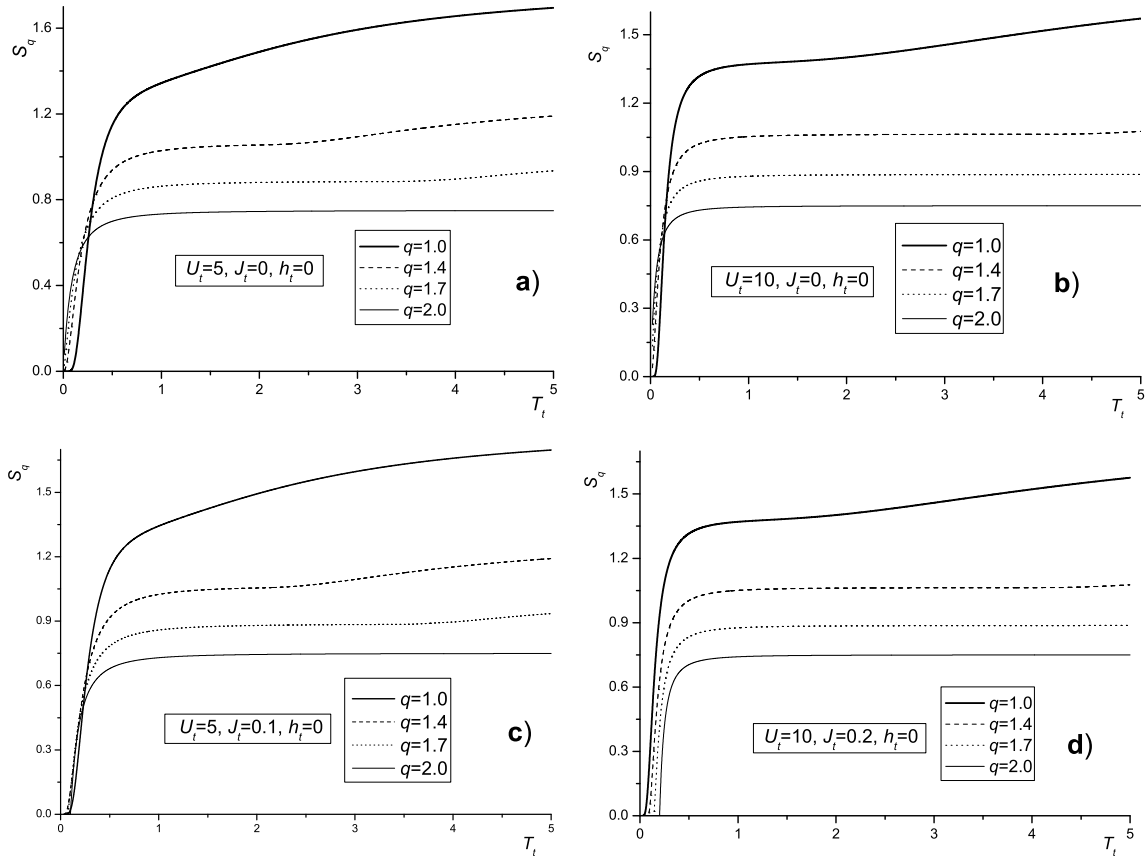 S_q
1.6
1.2
0.8
0.4
0.0
0 1 2 3 4 5
T_t
U_t=5, J_t=0, h_t=0
q=1.0
q=1.4
q=1.7
q=2.0
a)
S_q
1.5
1.2
0.9
0.6
0.3
0.0
0 1 2 3 4 5
T_t
U_t=10, J_t=0, h_t=0
q=1.0
q=1.4
q=1.7
q=2.0
b)
S_q
1.5
1.2
0.9
0.6
0.3
0.0
0 1 2 3 4 5
T_t
U_t=5, J_t=0.1, h_t=0
q=1.0
q=1.4
q=1.7
q=2.0
c)
S_q
1.5
1.2
0.9
0.6
0.3
0.0
0 1 2 3 4 5
T_t
U_t=10, J_t=0.2, h_t=0
q=1.0
q=1.4
q=1.7
q=2.0
d)